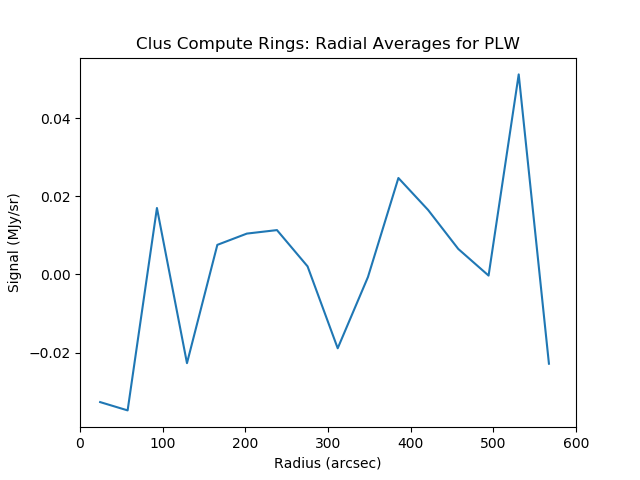 Clus Compute Rings: Radial Averages for PLW
Signal (MJy/sr)
0.04
0.02
0.00
−0.02
0 100 200 300 400 500 600
Radius (arcsec)